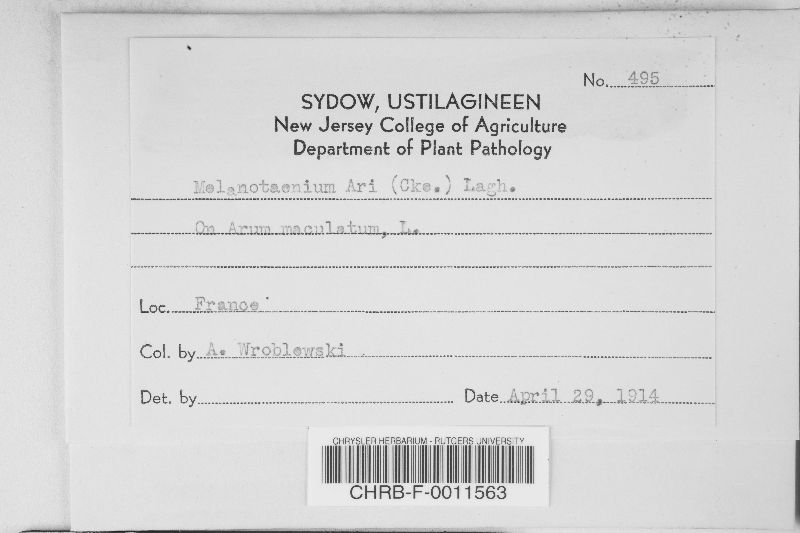 No. 495
SYDOW, USTILAGINEEN
New Jersey College of Agriculture
Department of Plant Pathology
Melanotaenium Ari (Cke.) Lagh.
On Arum maculatum, L.
Loc. France
Col. by A. Wroblewski
Det. by Date April 29, 1914
CHRYSLER HERBARIUM - RUTGERS UNIVERSITY
CHRB-F-0011563